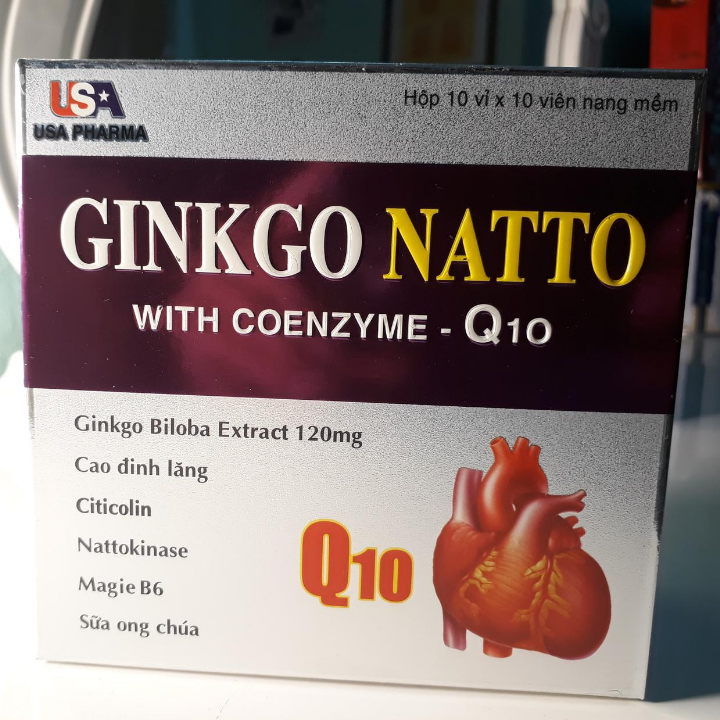 USA
USA PHARMA
Hộp 10 vỉ x 10 viên nang mềm
GINKGO NATTO
WITH COENZYME - Q10
Ginkgo Biloba Extract 120mg
Cao đinh lăng
Citicolin
Nattokinase
Magie B6
Sữa ong chúa
Q10